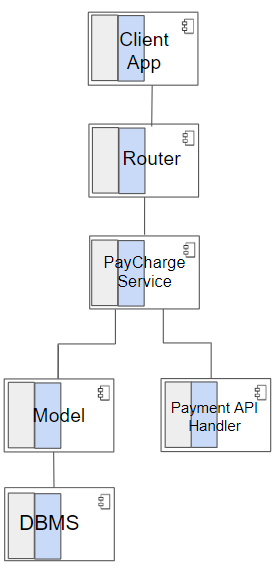 Client
App
Router
PayCharge
Service
Model
Payment API
Handler
DBMS